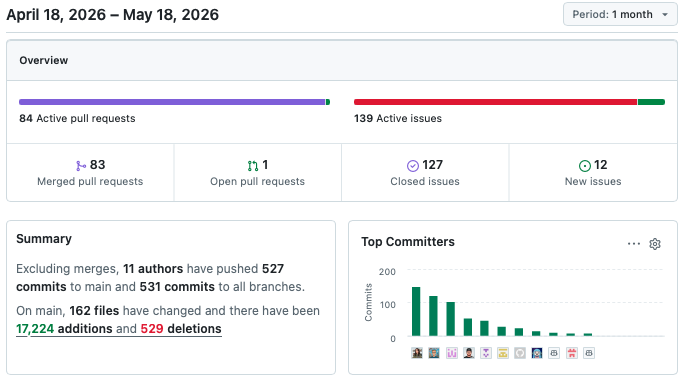 April 18, 2026 – May 18, 2026
Period: 1 month
Overview
84 Active pull requests
139 Active issues
83
Merged pull requests
1
Open pull requests
127
Closed issues
12
New issues
Summary
Excluding merges, 11 authors have pushed 527
commits to main and 531 commits to all branches.
On main, 162 files have changed and there have been
17,224 additions and 529 deletions
Top Committers
200
100
0
Commits